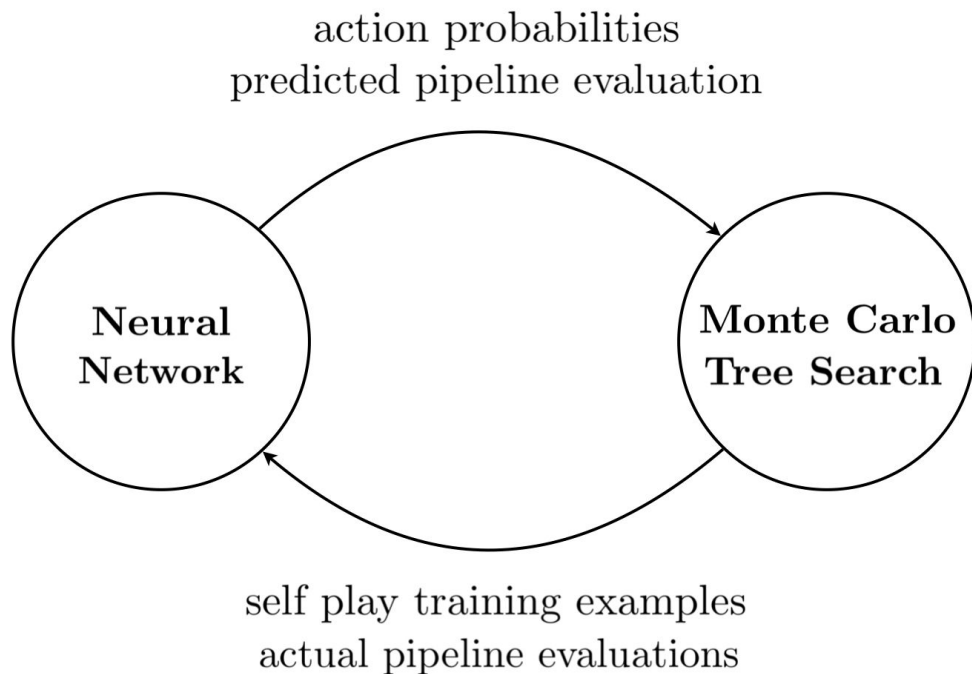 action probabilities
predicted pipeline evaluation
Neural
Network
Monte Carlo
Tree Search
self play training examples
actual pipeline evaluations